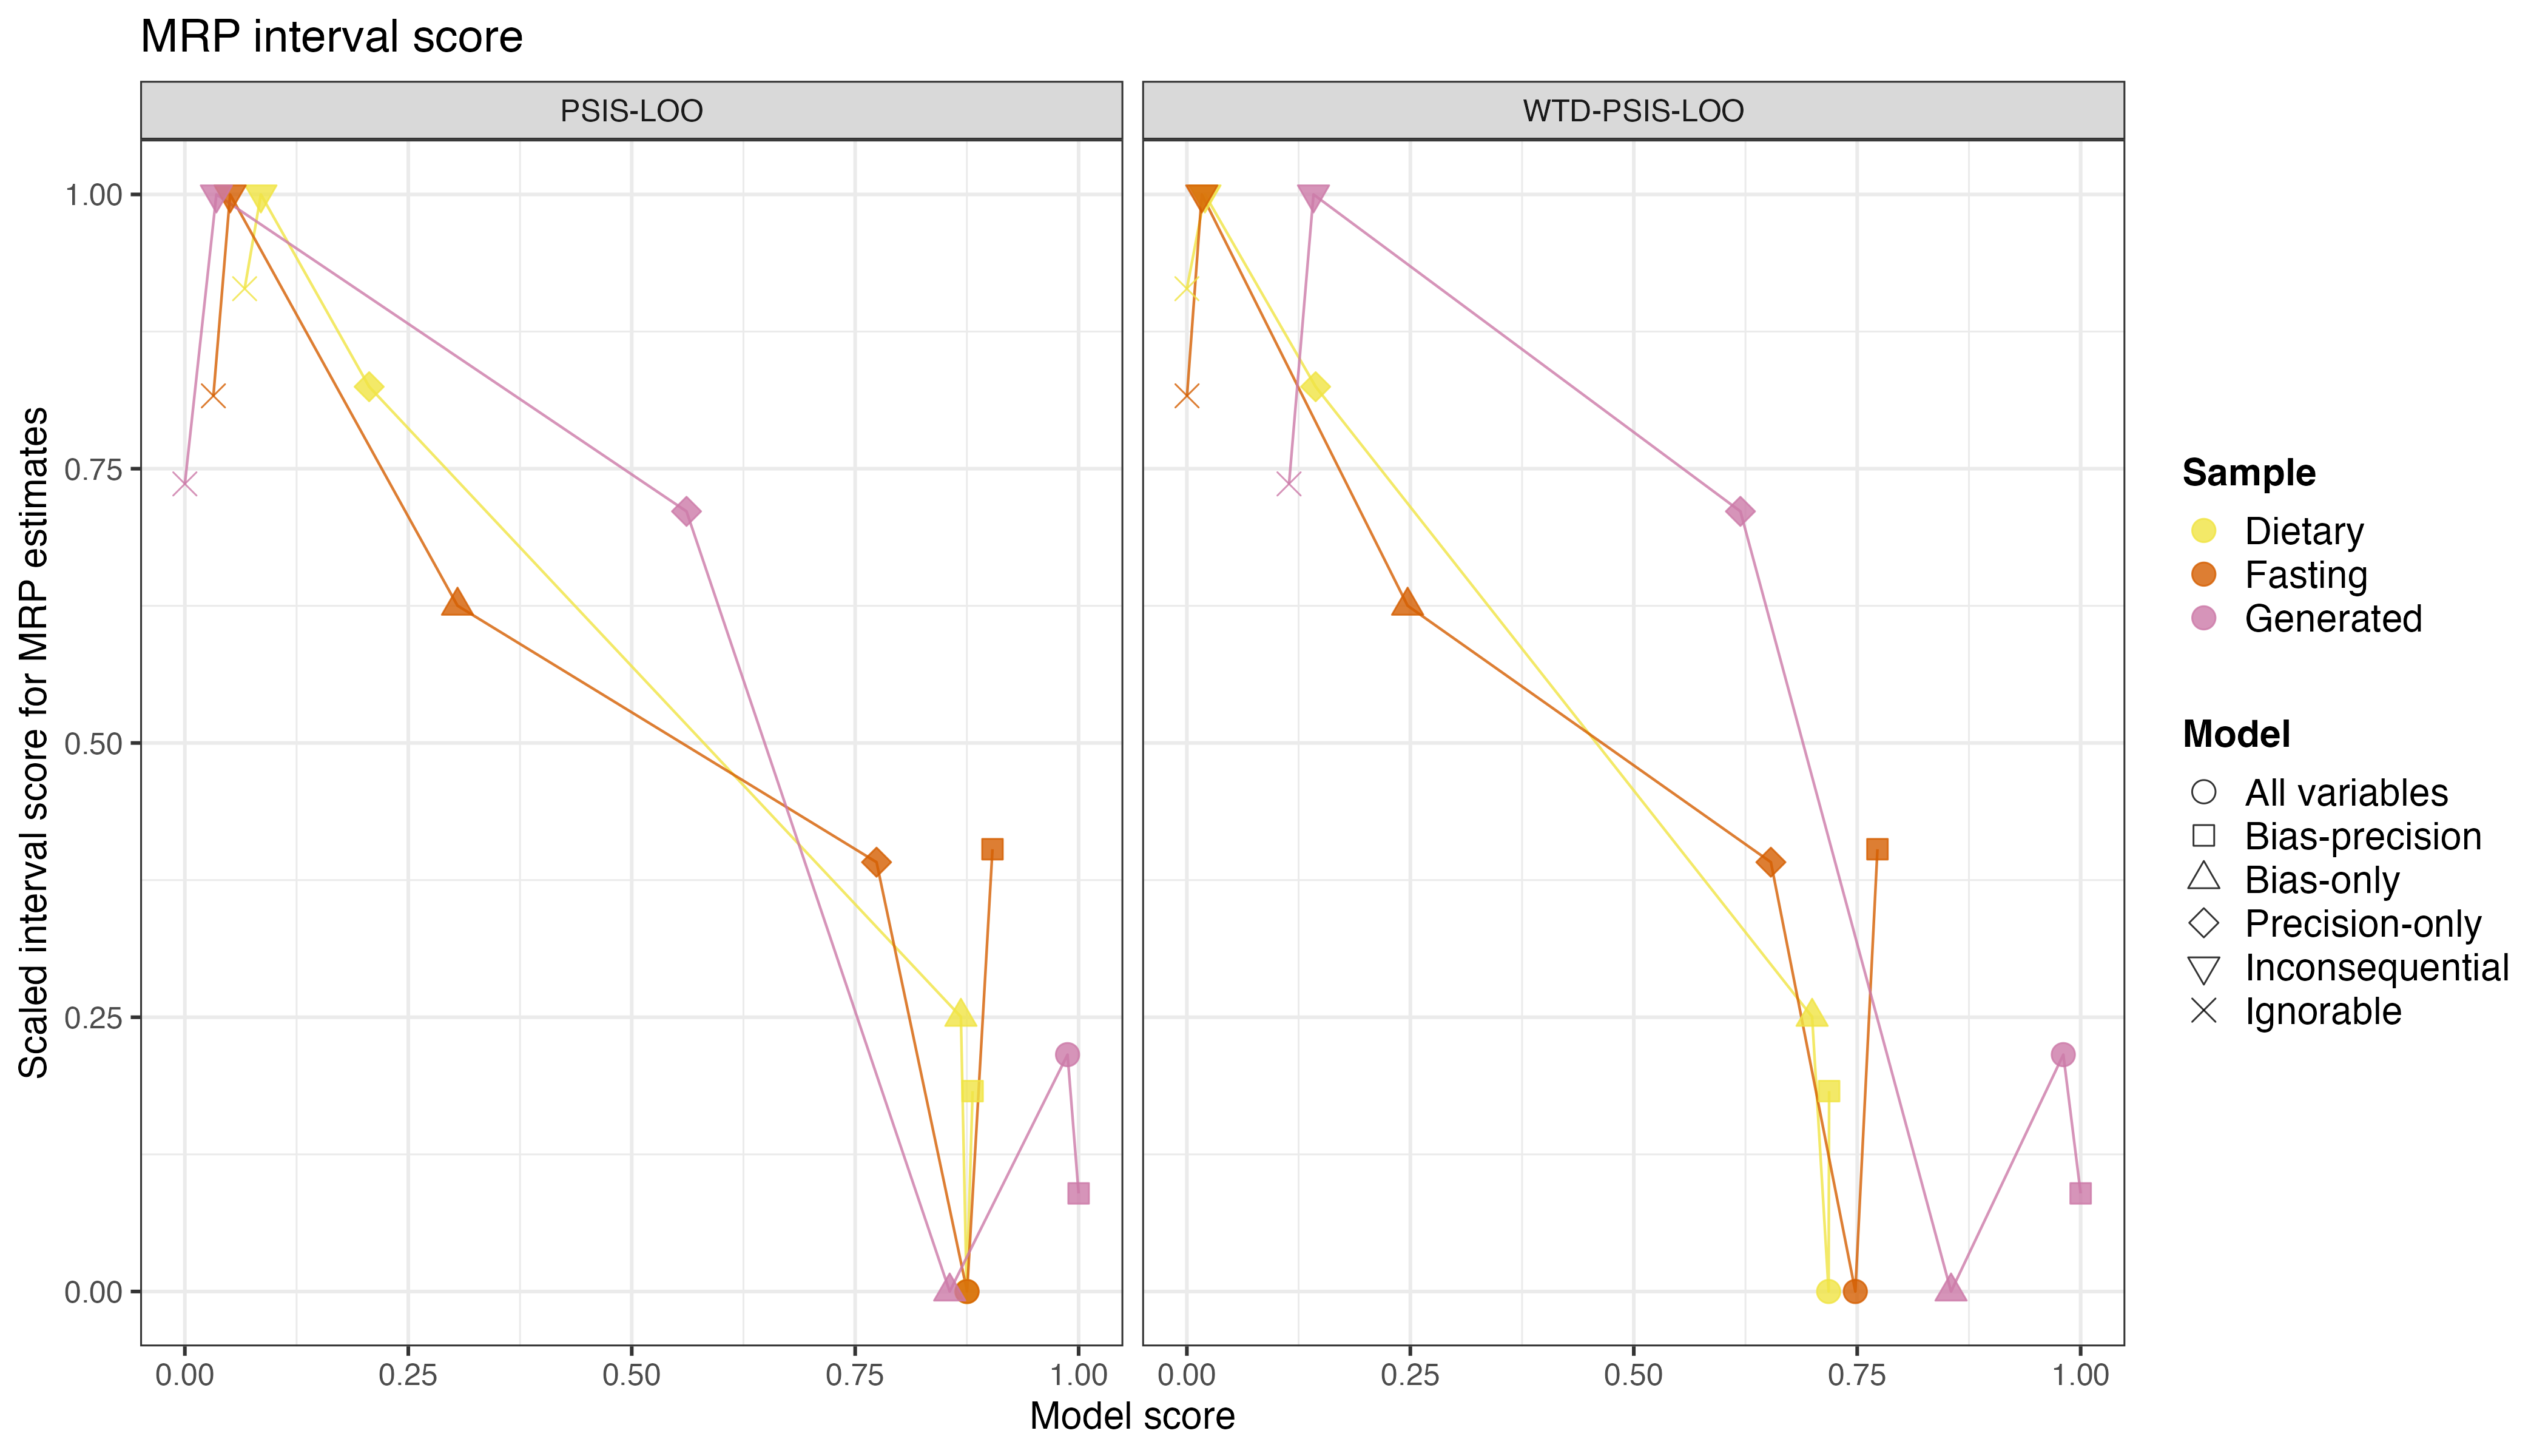 MRP interval score
PSIS-LOO
WTD-PSIS-LOO
Scaled interval score for MRP estimates
1.00
0.75
0.50
0.25
0.00
0.00 0.25 0.50 0.75 1.00
0.00 0.25 0.50 0.75 1.00
Model score
Sample
Dietary
Fasting
Generated
Model
All variables
Bias-precision
Bias-only
Precision-only
Inconsequential
Ignorable